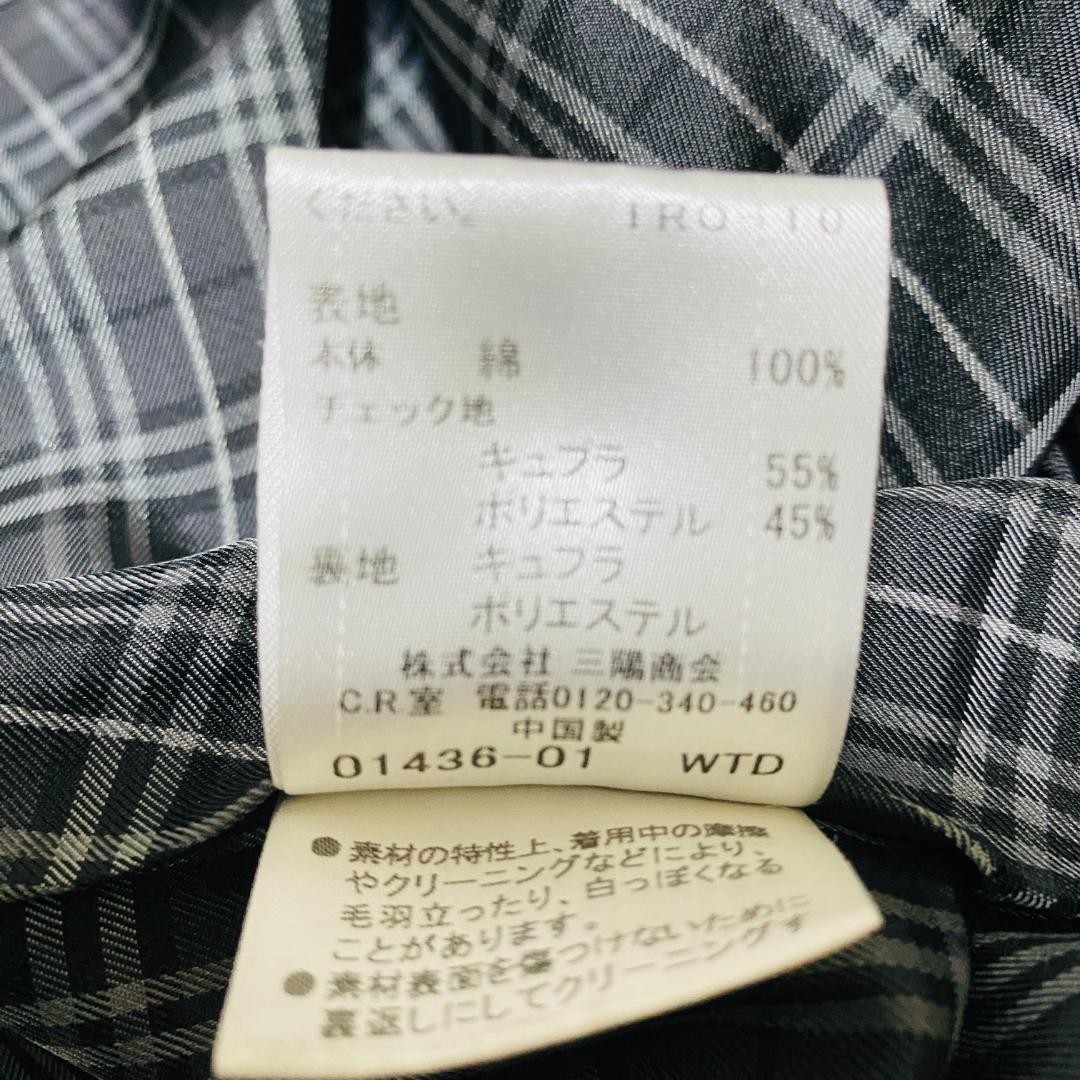 ください。
表地
本体 綿 100%
チェック地
キュプラ 55%
ポリエステル 45%
裏地 キュプラ
ポリエステル
株式会社 三陽商会
C.R.室 電話0120-340-460
中国製
01436-01 WTD
●素材の特性上、着用中の摩擦
やクリーニングなどにより、
毛羽立ったり、白っぽくなる
ことがあります。
●素材表面を傷つけないために
裏返しにしてクリーニングす